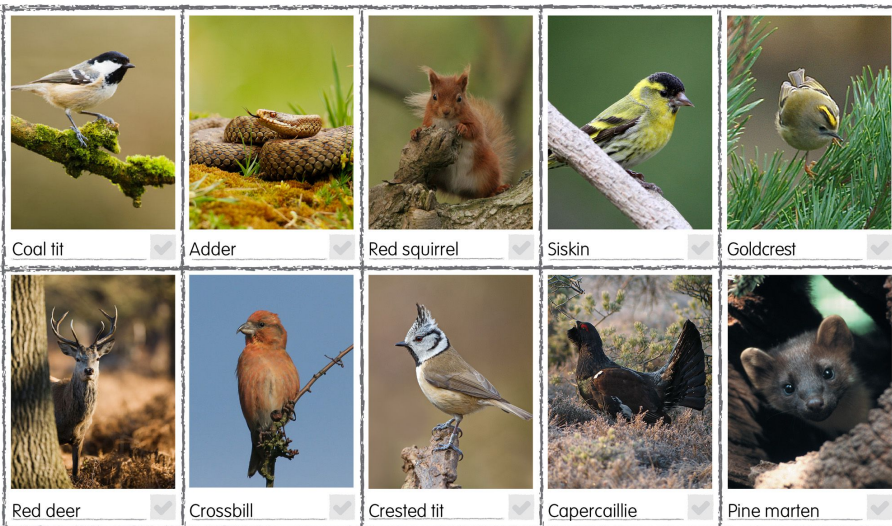 Coal tit
Adder
Red squirrel
Siskin
Goldcrest
Red deer
Crossbill
Crested tit
Capercaillie
Pine marten